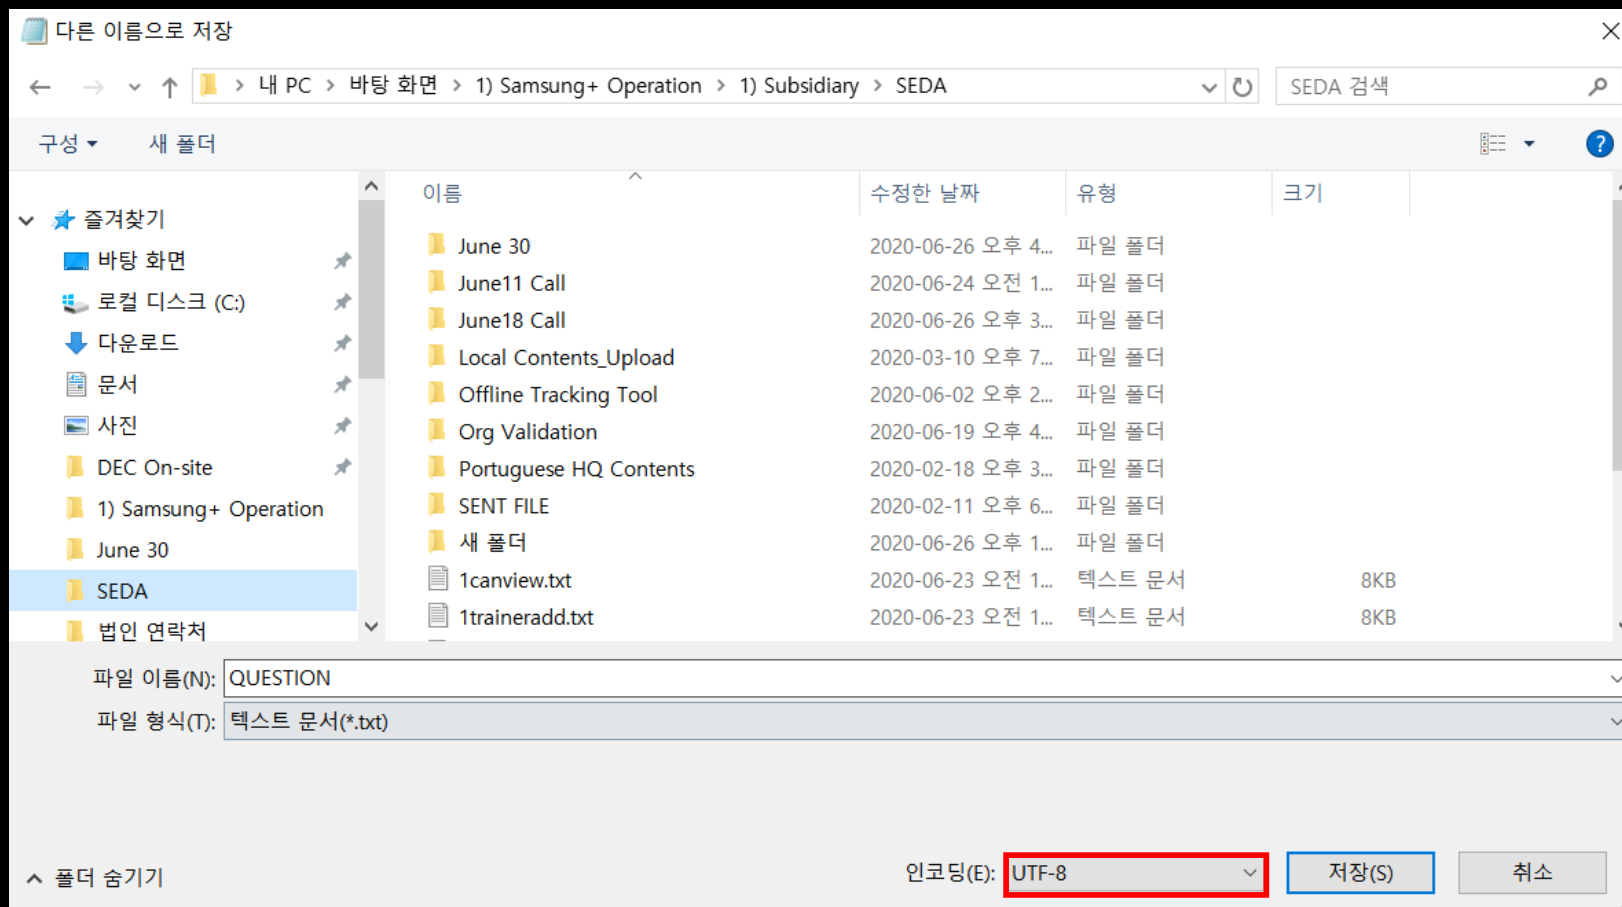 다른 이름으로 저장
내 PC > 바탕 화면 > 1) Samsung+ Operation > 1) Subsidiary > SEDA
SEDA 검색
구성 새 폴더
?
이름 수정한 날짜 유형 크기
즐겨찾기
바탕 화면
로컬 디스크 (C:)
다운로드
문서
사진
DEC On-site
1) Samsung+ Operation
June 30
SEDA
법인 연락처
June 30 2020-06-26 오후 4... 파일 폴더
June11 Call 2020-06-24 오전 1... 파일 폴더
June18 Call 2020-06-26 오후 3... 파일 폴더
Local Contents_Upload 2020-03-10 오후 7... 파일 폴더
Offline Tracking Tool 2020-06-02 오후 2... 파일 폴더
Org Validation 2020-06-19 오후 4... 파일 폴더
Portuguese HQ Contents 2020-02-18 오후 3... 파일 폴더
SENT FILE 2020-02-11 오후 6... 파일 폴더
새 폴더 2020-06-26 오후 1... 파일 폴더
1canview.txt 2020-06-23 오전 1... 텍스트 문서 8KB
1traineradd.txt 2020-06-23 오전 1... 텍스트 문서 8KB
파일 이름(N): QUESTION
파일 형식(T): 텍스트 문서(*.txt)
폴더 숨기기
인코딩(E): UTF-8
저장(S)
취소